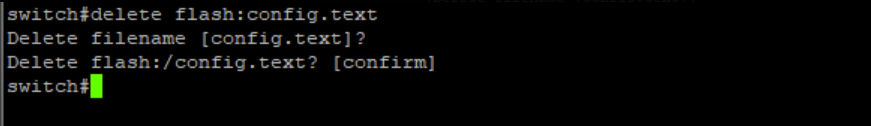 switch#delete flash:config.text
Delete filename [config.text]?
Delete flash:/config.text? [confirm]
switch#